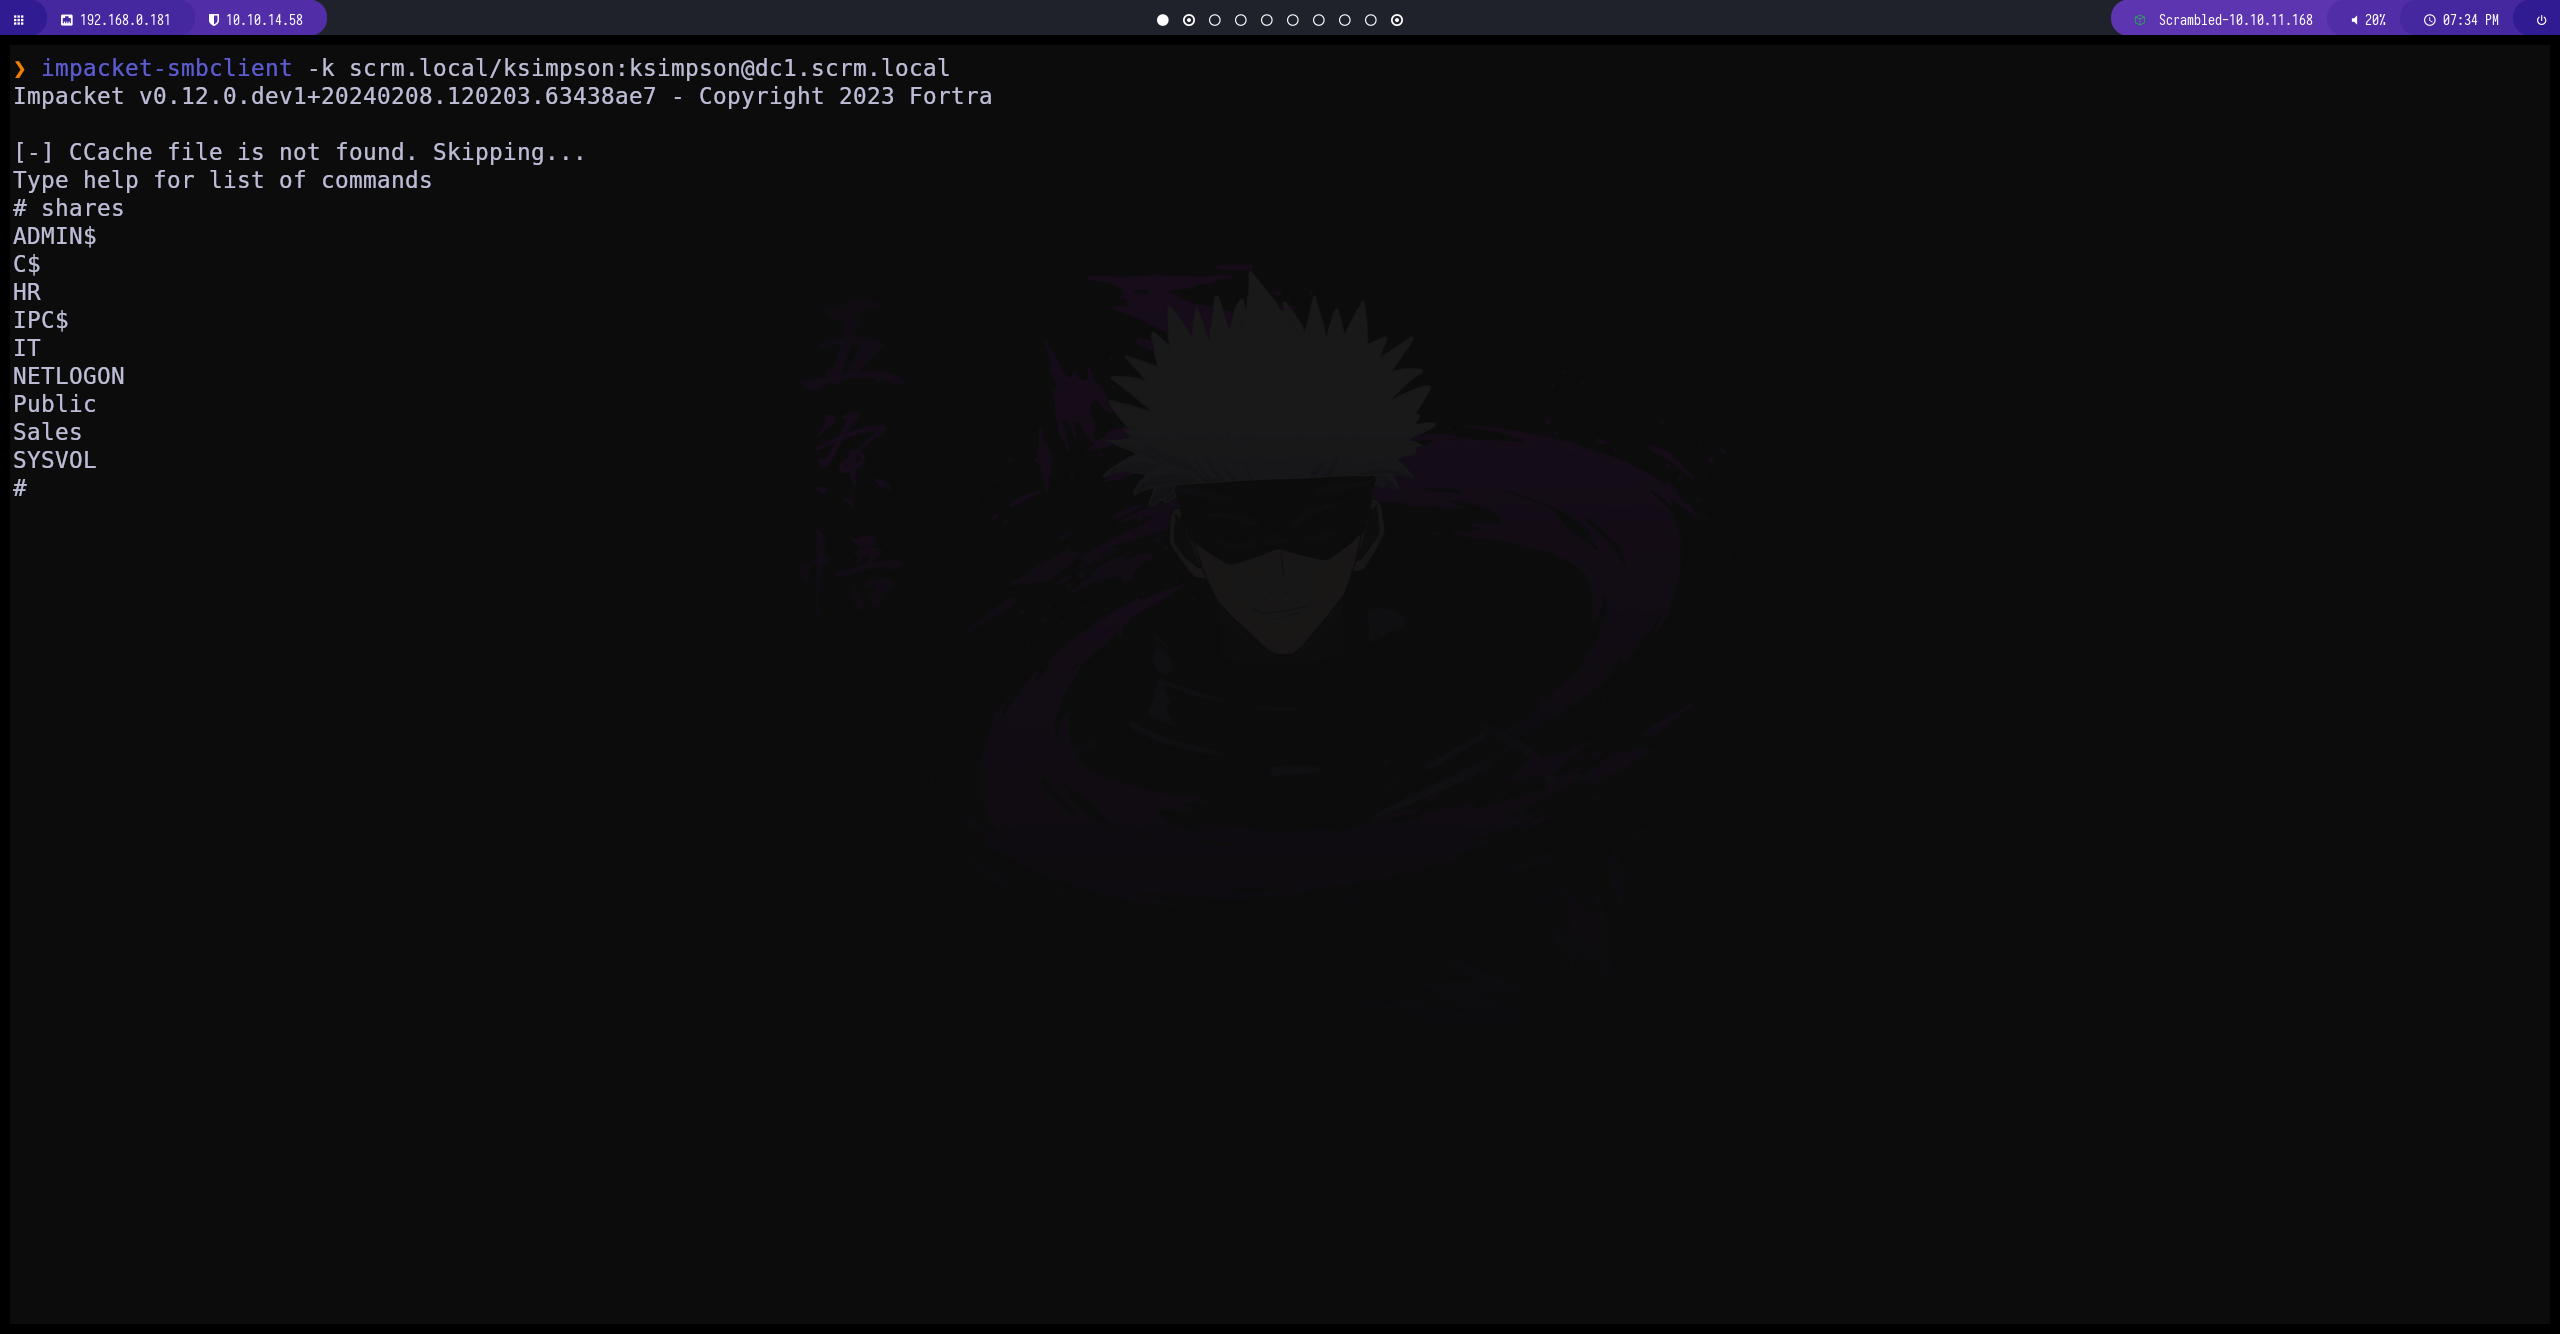 192.168.0.181 10.10.14.58 Scrambled-10.10.11.168 20% 07:34 PM
❯ impacket-smbclient -k scrm.local/ksimpson:ksimpson@dc1.scrm.local
Impacket v0.12.0.dev1+20240208.120203.63438ae7 - Copyright 2023 Fortra
[-] CCache file is not found. Skipping...
Type help for list of commands
# shares
ADMIN$
C$
HR
IPC$
IT
NETLOGON
Public
Sales
SYSVOL
#
五
条
悟